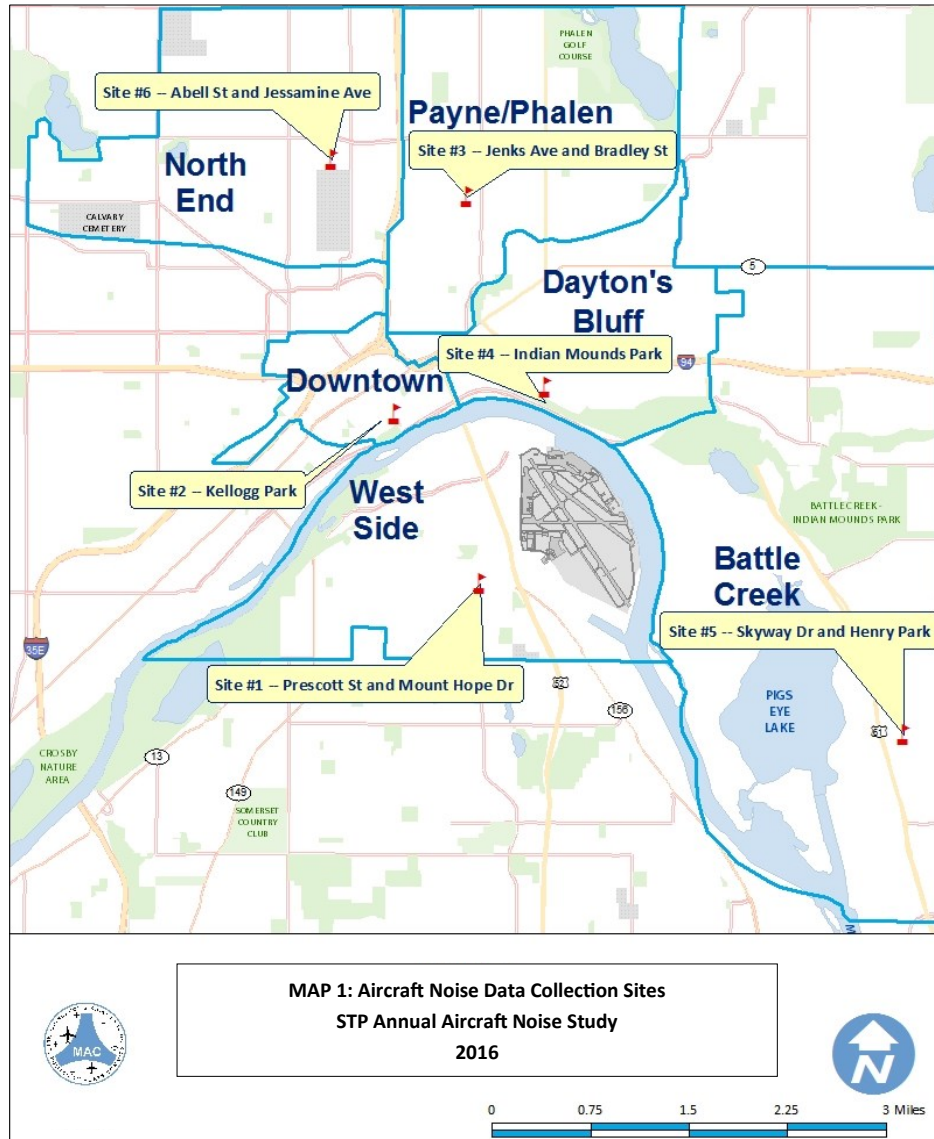 PHALEN
GOLF
COURSE
Site #6 -- Abell St and Jessamine Ave
Payne/Phalen
Site #3 -- Jenks Ave and Bradley St
North
End
CALVARY
CEMETERY
5
Dayton's
Bluff
Site #4 -- Indian Mounds Park
94
Downtown
Site #2 -- Kellogg Park
West
Side
BATTLECREEK-
INDIAN MOUNDS PARK
Battle
Creek
Site #5 -- Skyway Dr and Henry Park
35E
Site #1 -- Prescott St and Mount Hope Dr
52
156
PIGS
EYE
LAKE
61
CROSBY
NATURE
AREA
13
149
SOMERSET
COUNTRY
CLUB
M
MAP 1: Aircraft Noise Data Collection Sites
STP Annual Aircraft Noise Study
2016
MAC
N
0 0.75 1.5 2.25 3 Miles